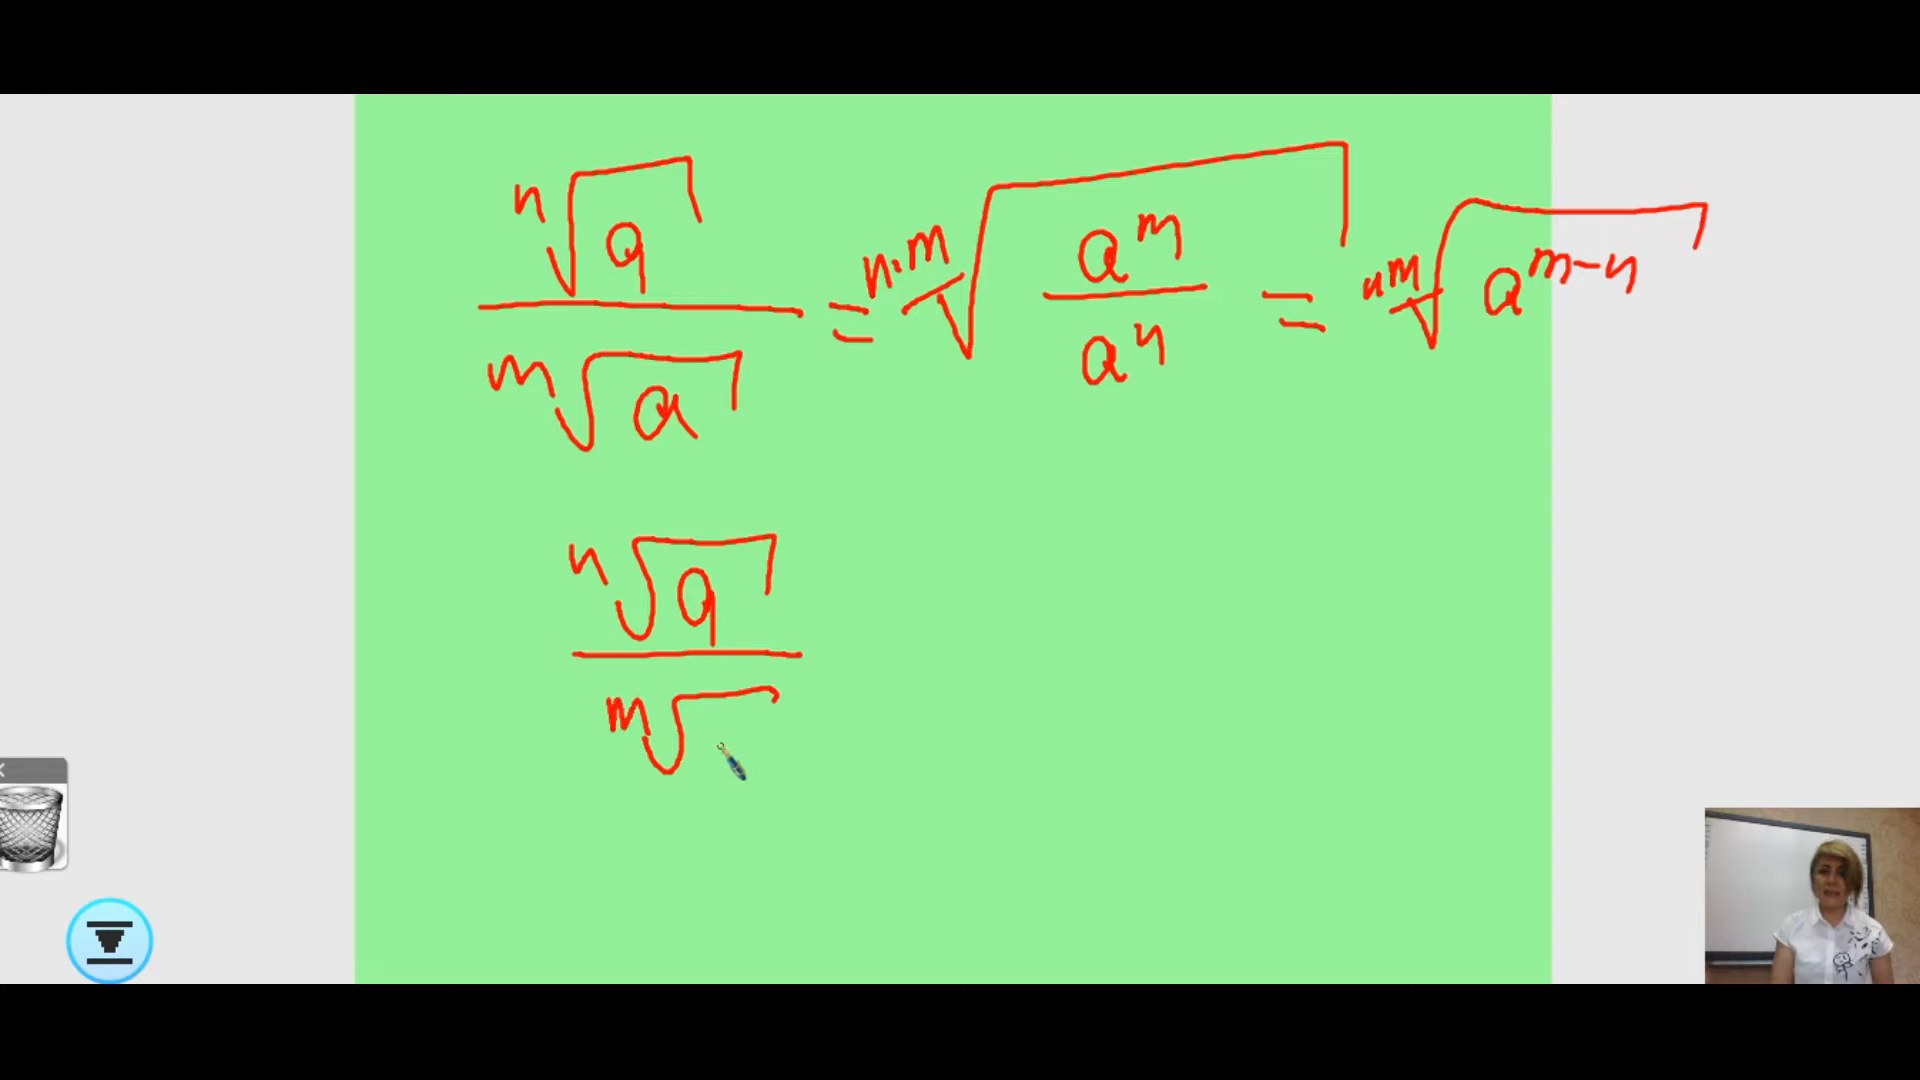 ⁿ√a / ᵐ√a = ⁿ·ᵐ√(aᵐ / aⁿ) = ⁿᵐ√(aᵐ⁻ⁿ)
ⁿ√a / ᵐ√